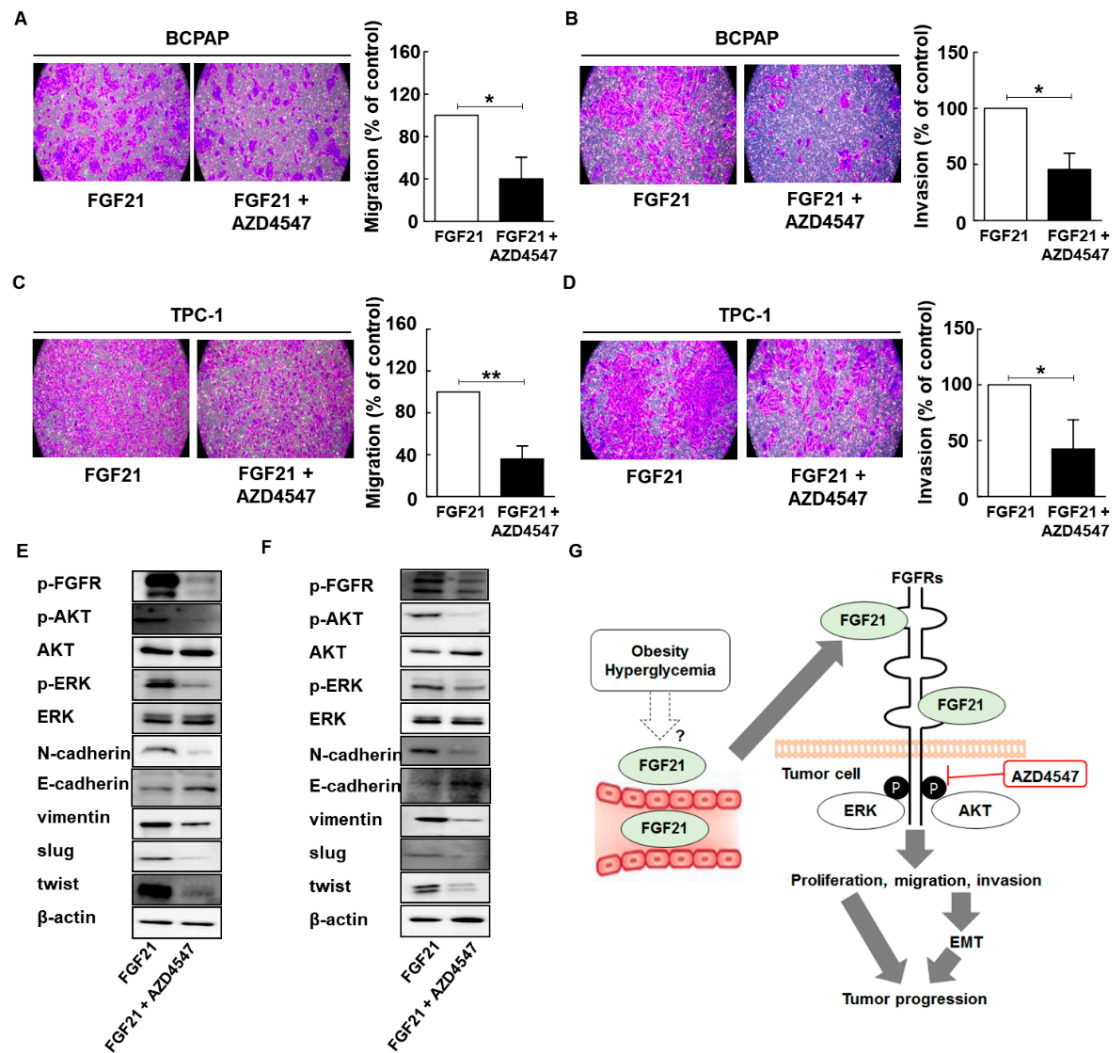 A
BCPAP
FGF21
FGF21 +
AZD4547
Migration (% of control)
160
120
80
40
0
*
FGF21
FGF21 +
AZD4547
B
BCPAP
FGF21
FGF21 +
AZD4547
Invasion (% of control)
150
100
50
0
*
FGF21
FGF21 +
AZD4547
C
TPC-1
FGF21
FGF21 +
AZD4547
Migration (% of control)
160
120
80
40
0
**
FGF21
FGF21 +
AZD4547
D
TPC-1
FGF21
FGF21 +
AZD4547
Invasion (% of control)
150
100
50
0
*
FGF21
FGF21 +
AZD4547
E
p-FGFR
p-AKT
AKT
p-ERK
ERK
N-cadherin
E-cadherin
vimentin
slug
twist
β-actin
FGF21
FGF21 + AZD4547
F
p-FGFR
p-AKT
AKT
p-ERK
ERK
N-cadherin
E-cadherin
vimentin
slug
twist
β-actin
FGF21
FGF21 + AZD4547
G
FGFRs
FGF21
Obesity
Hyperglycemia
?
FGF21
FGF21
FGF21
Tumor cell
P
P
AZD4547
ERK
AKT
Proliferation, migration, invasion
EMT
Tumor progression